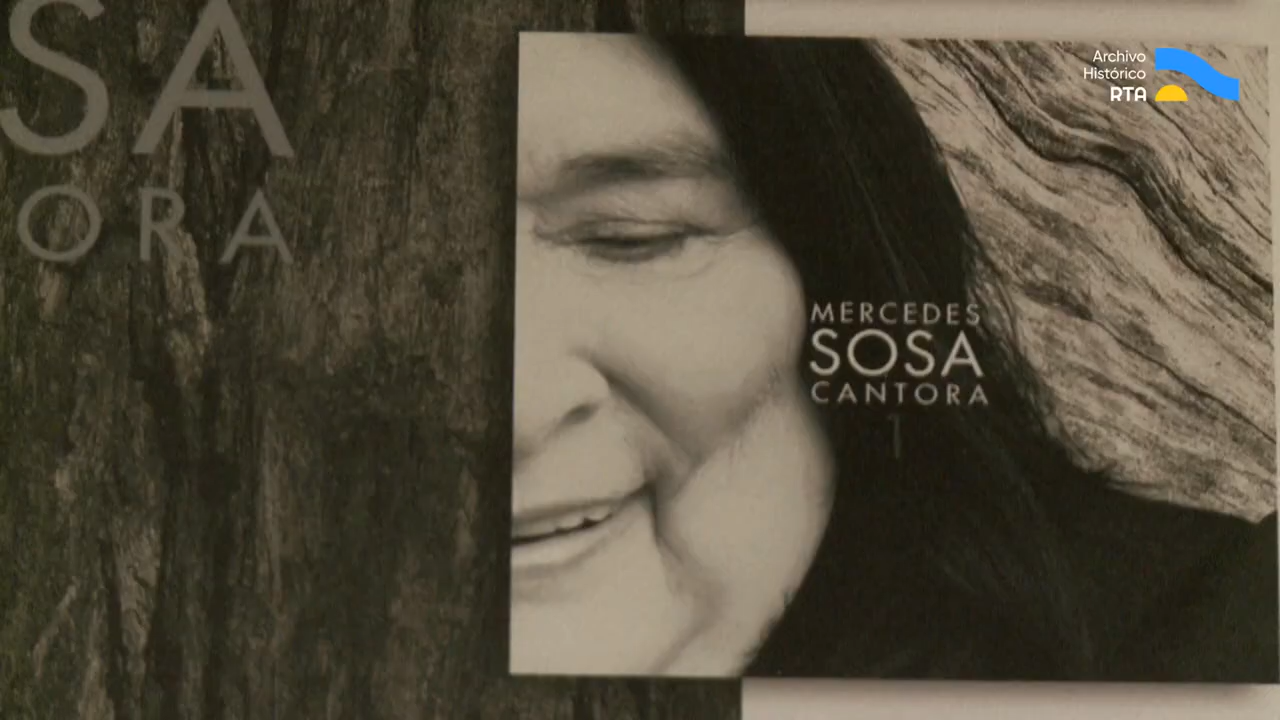 SA
ORA
MERCEDES
SOSA
CANTORA
1
Archivo
Histórico
RTA